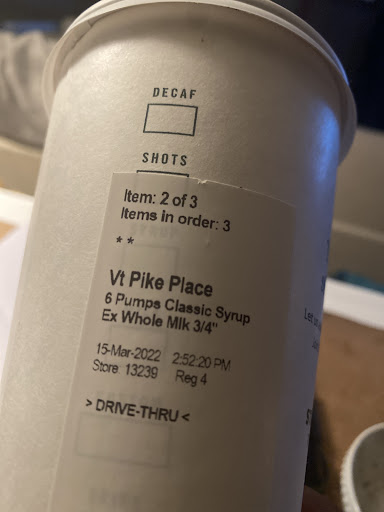 DECAF
SHOTS
Item: 2 of 3
Items in order: 3
**
Vt Pike Place
6 Pumps Classic Syrup
Ex Whole Mlk 3/4"
15-Mar-2022 2:52:20 PM
Store 13239 Reg 4
> DRIVE-THRU <